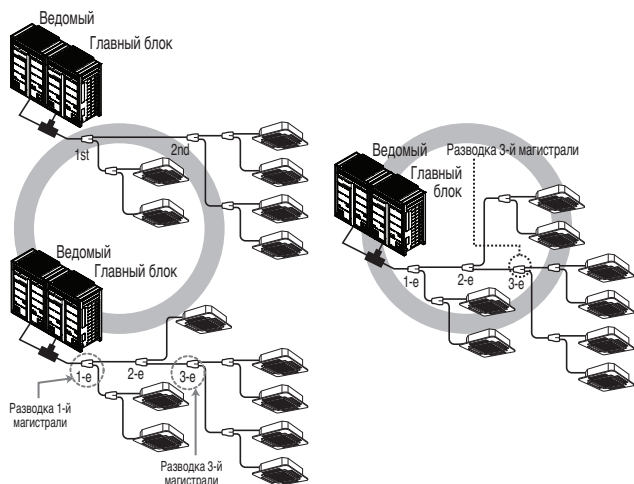 Ведомый
Главный блок
1st
2nd
Ведомый
Главный блок
1-е
2-е
3-е
Разводка 1-й
магистрали
Разводка 3-й
магистрали
Ведомый
Разводка 3-й магистрали
Главный
блок
1-е
2-е
3-е